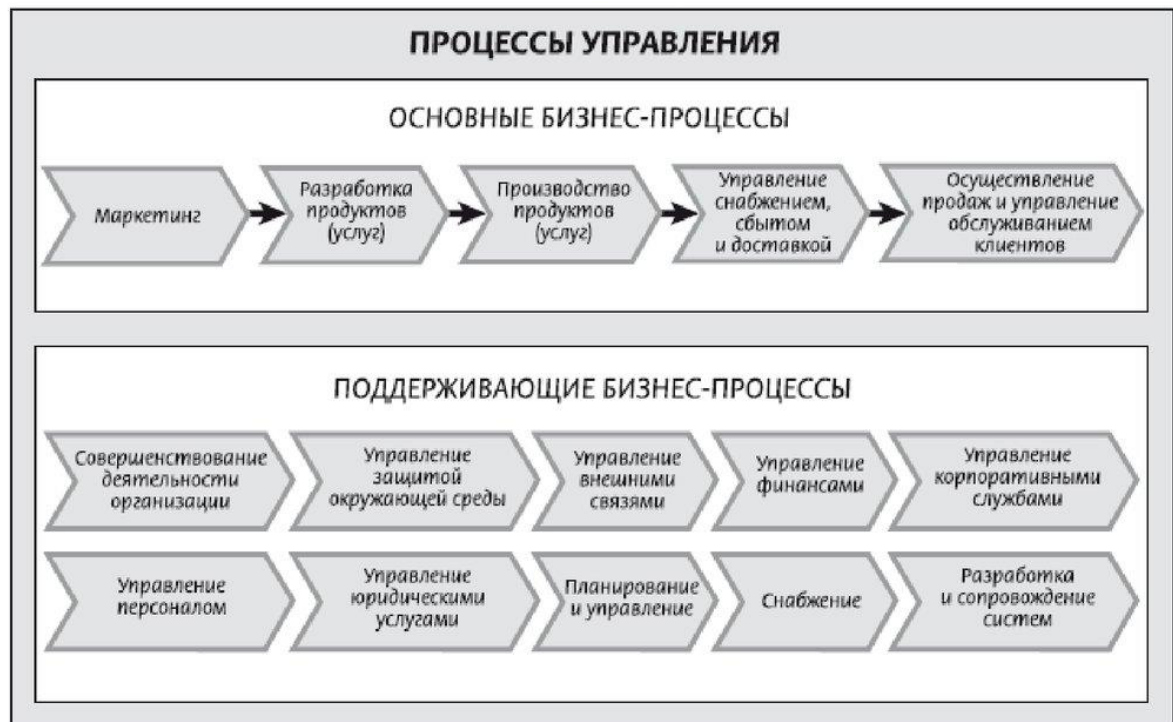 ПРОЦЕССЫ УПРАВЛЕНИЯ
ОСНОВНЫЕ БИЗНЕС-ПРОЦЕССЫ
Маркетинг
Разработка
продуктов
(услуг)
Производство
продуктов
(услуг)
Управление
снабжением,
сбытом
и доставкой
Осуществление
продаж и управление
обслуживанием
клиентов
ПОДДЕРЖИВАЮЩИЕ БИЗНЕС-ПРОЦЕССЫ
Совершенствование
деятельности
организации
Управление
защитой
окружающей среды
Управление
внешними
связями
Управление
финансами
Управление
корпоративными
службами
Управление
персоналом
Управление
юридическими
услугами
Планирование
и управление
Снабжение
Разработка
и сопровождение
систем